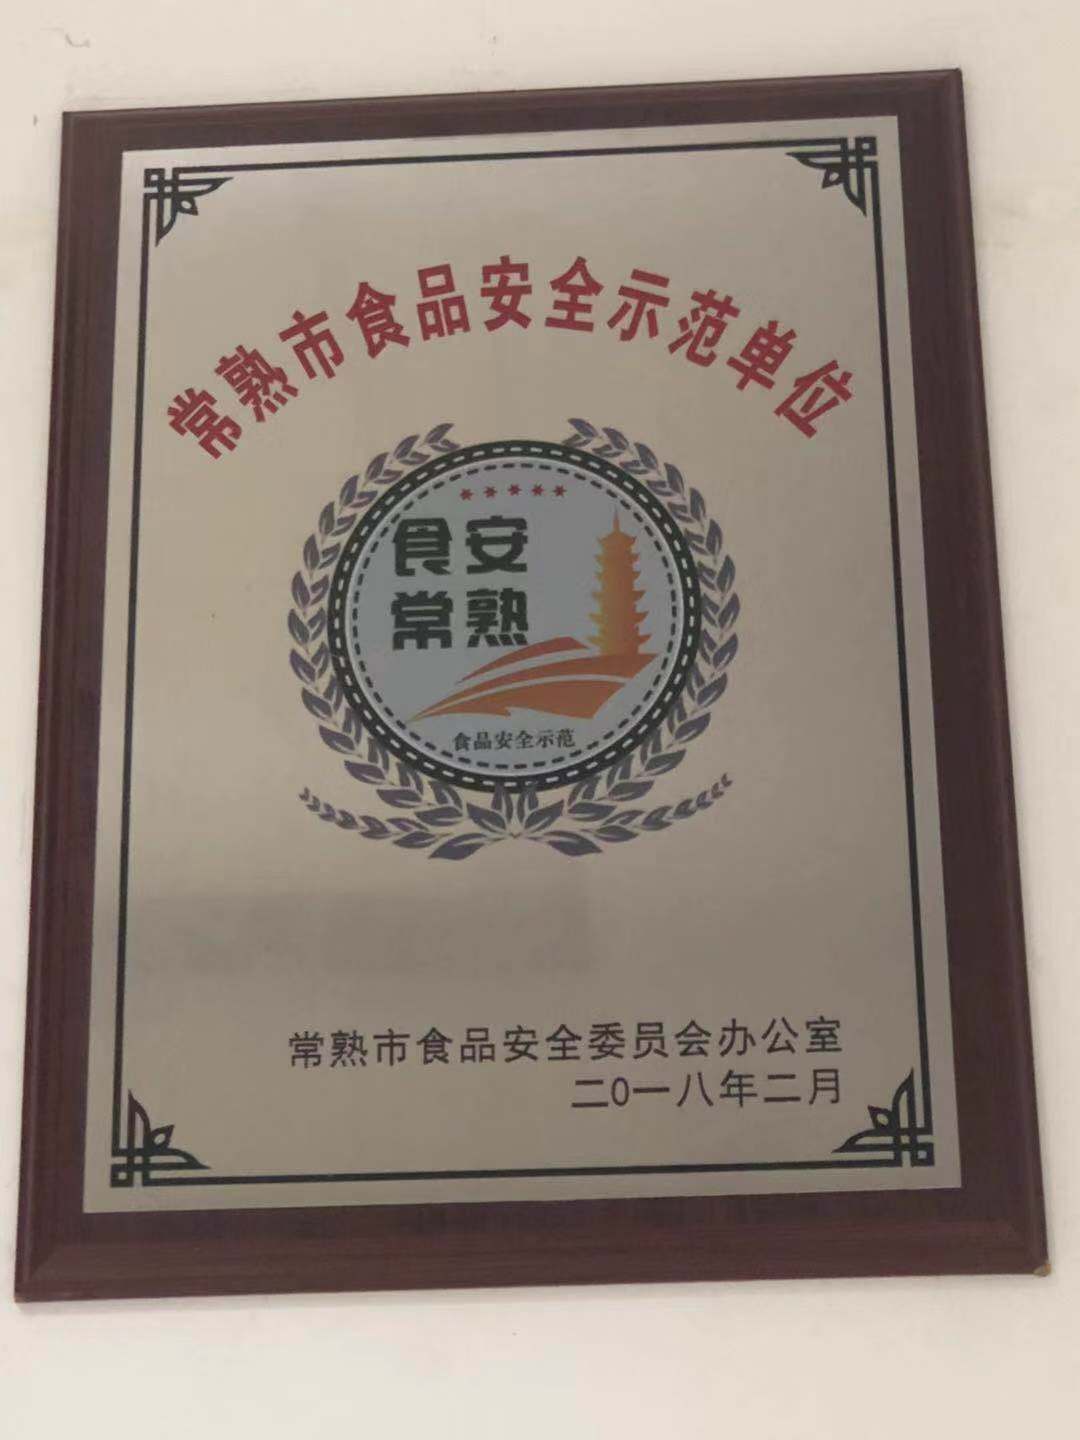 常熟市食品安全示范单位
食安
常熟
食品安全示范
常熟市食品安全委员会办公室
二0一八年二月